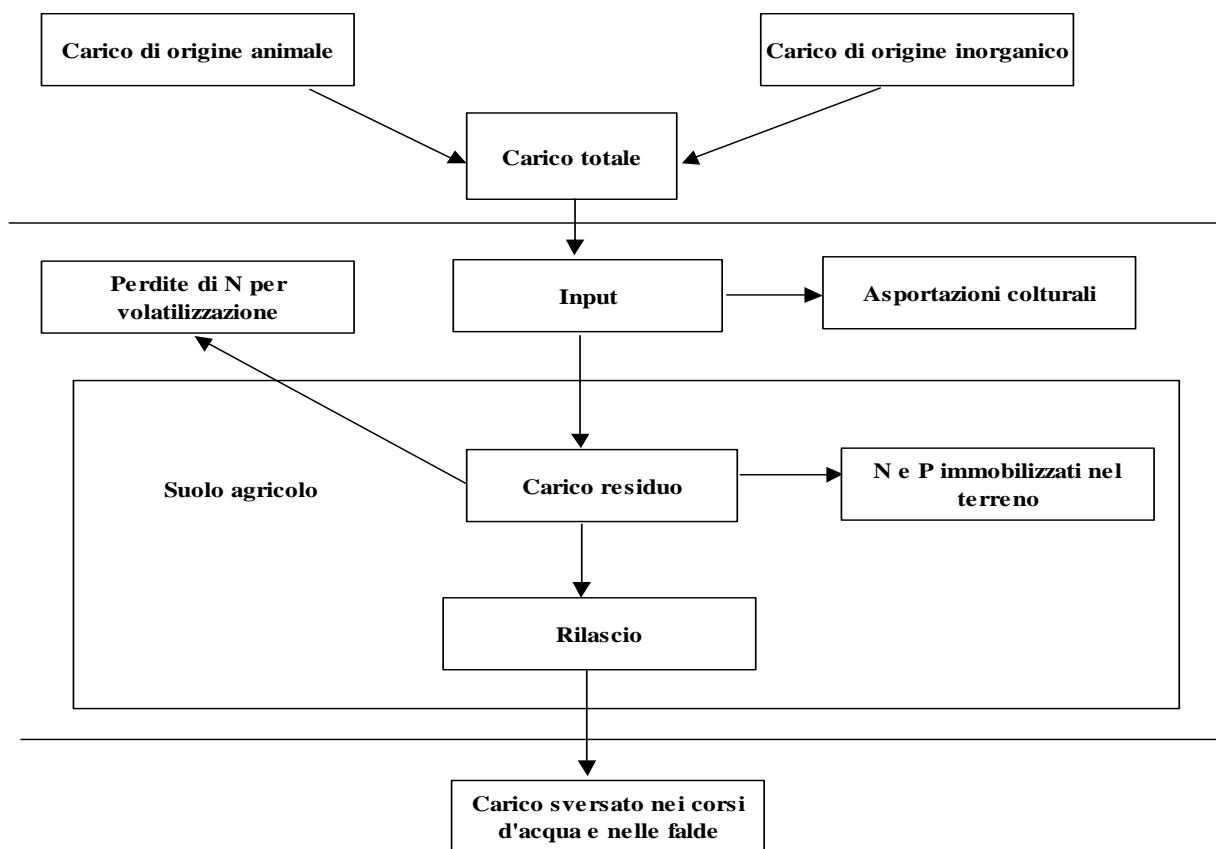 Carico di origine animale
Carico di origine inorganico
Carico totale
Perdite di N per
volatilizzazione
Input
Asportazioni colturali
Suolo agricolo
Carico residuo
N e P immobilizzati nel
terreno
Rilascio
Carico sversato nei corsi
d'acqua e nelle falde